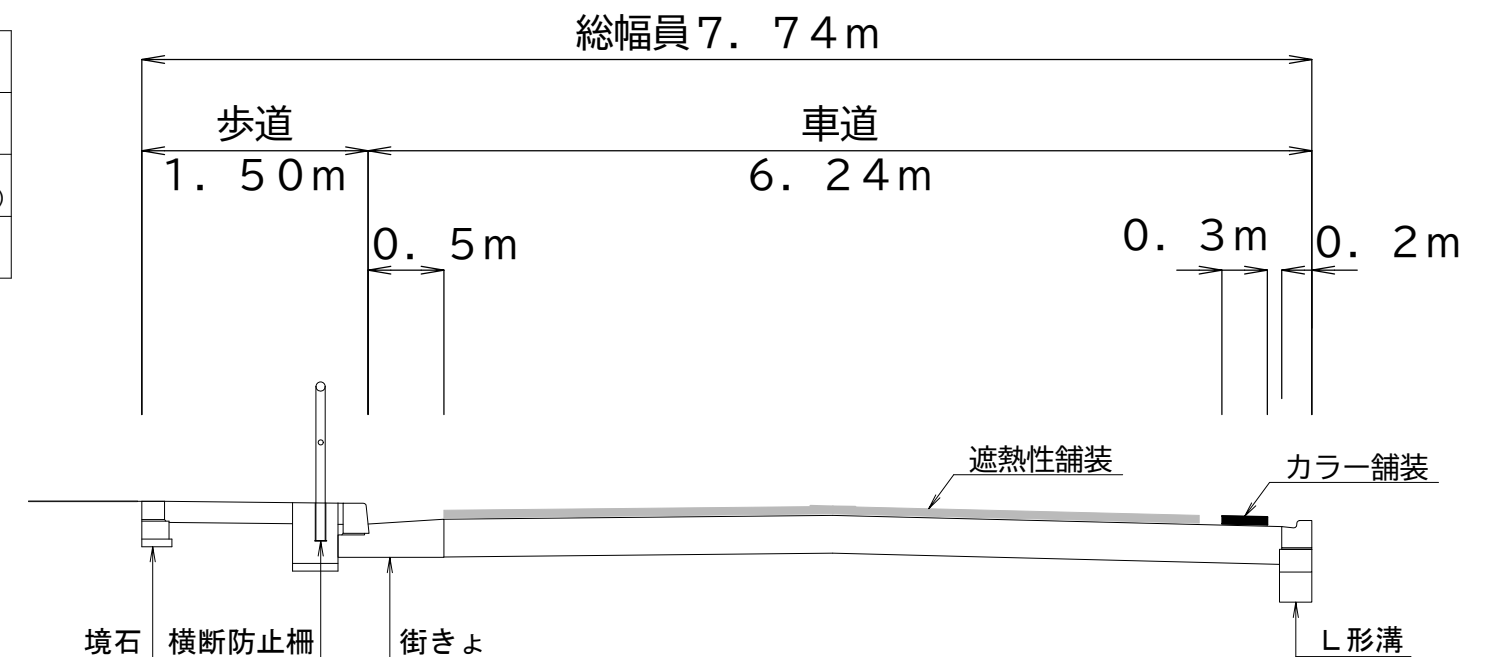 総幅員７．７４ｍ
歩道
車道
１．５０ｍ
６．２４ｍ
０．５ｍ
０．３ｍ
０．２ｍ
遮熱性舗装
カラー舗装
境石
横断防止柵
街きょ
Ｌ形溝